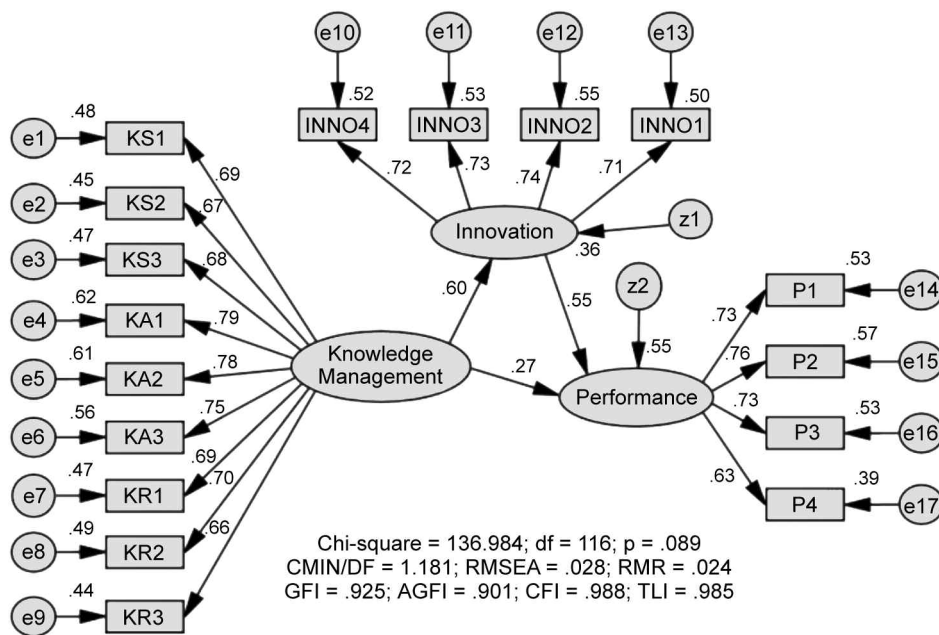 e10
e11
e12
e13
.52
.53
.55
.50
INNO4
INNO3
INNO2
INNO1
.72
.73
.74
.71
Innovation
.36
z1
e1
.48
KS1
.69
e2
.45
KS2
.67
e3
.47
KS3
.68
e4
.62
KA1
.79
e5
.61
KA2
.78
e6
.56
KA3
.75
e7
.47
KR1
.69
e8
.49
KR2
.70
e9
.44
KR3
.66
Knowledge
Management
.60
.27
.55
z2
.55
Performance
.73
P1
.53
e14
.76
P2
.57
e15
.73
P3
.53
e16
.63
P4
.39
e17
Chi-square = 136.984; df = 116; p = .089
CMIN/DF = 1.181; RMSEA = .028; RMR = .024
GFI = .925; AGFI = .901; CFI = .988; TLI = .985